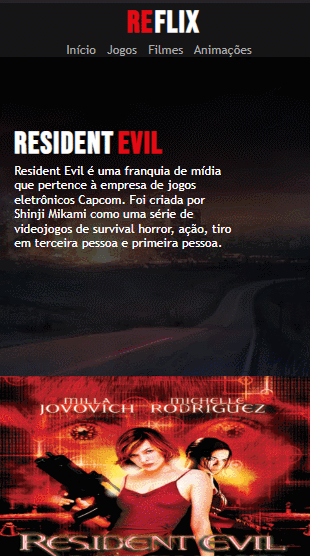 REFLIX
Início Jogos Filmes Animações
RESIDENT EVIL
Resident Evil é uma franquia de mídia
que pertence à empresa de jogos
eletrônicos Capcom. Foi criada por
Shinji Mikami como uma série de
videojogos de survival horror, ação, tiro
em terceira pessoa e primeira pessoa.
MILLA MICHELLE
JOVOVICH RODRIGUEZ
RESIDENT EVIL